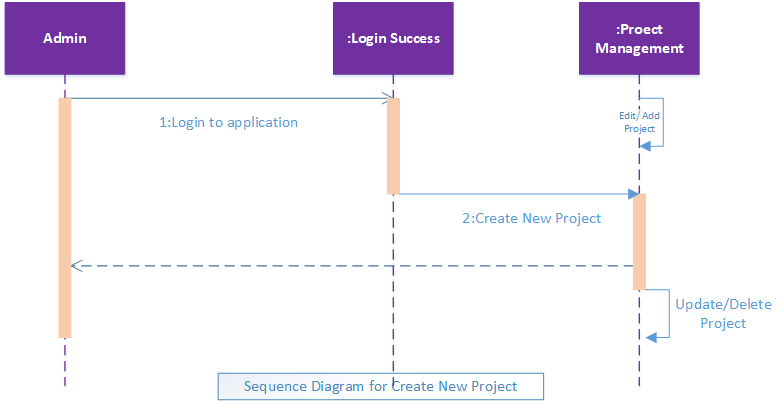 Admin
:Login Success
:Proect
Management
Edit/ Add
Project
1:Login to application
2:Create New Project
Update/Delete
Project
Sequence Diagram for Create New Project